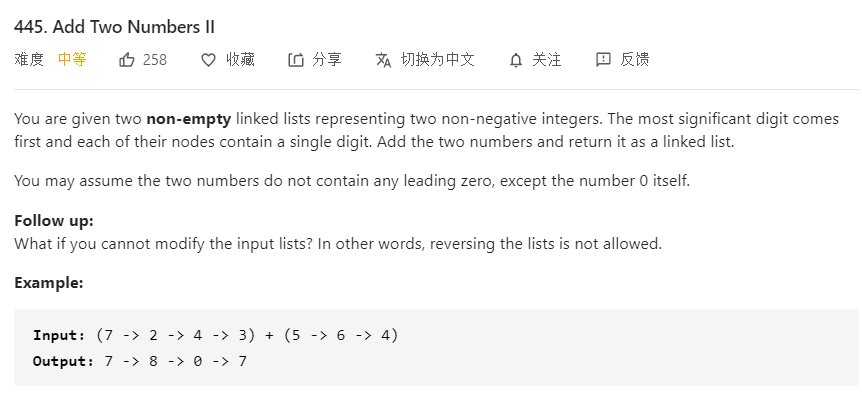 445. Add Two Numbers II
难度 中等 258 收藏 分享 切换为中文 关注 反馈
You are given two non-empty linked lists representing two non-negative integers. The most significant digit comes
first and each of their nodes contain a single digit. Add the two numbers and return it as a linked list.
You may assume the two numbers do not contain any leading zero, except the number 0 itself.
Follow up:
What if you cannot modify the input lists? In other words, reversing the lists is not allowed.
Example:
Input: (7 -> 2 -> 4 -> 3) + (5 -> 6 -> 4)
Output: 7 -> 8 -> 0 -> 7